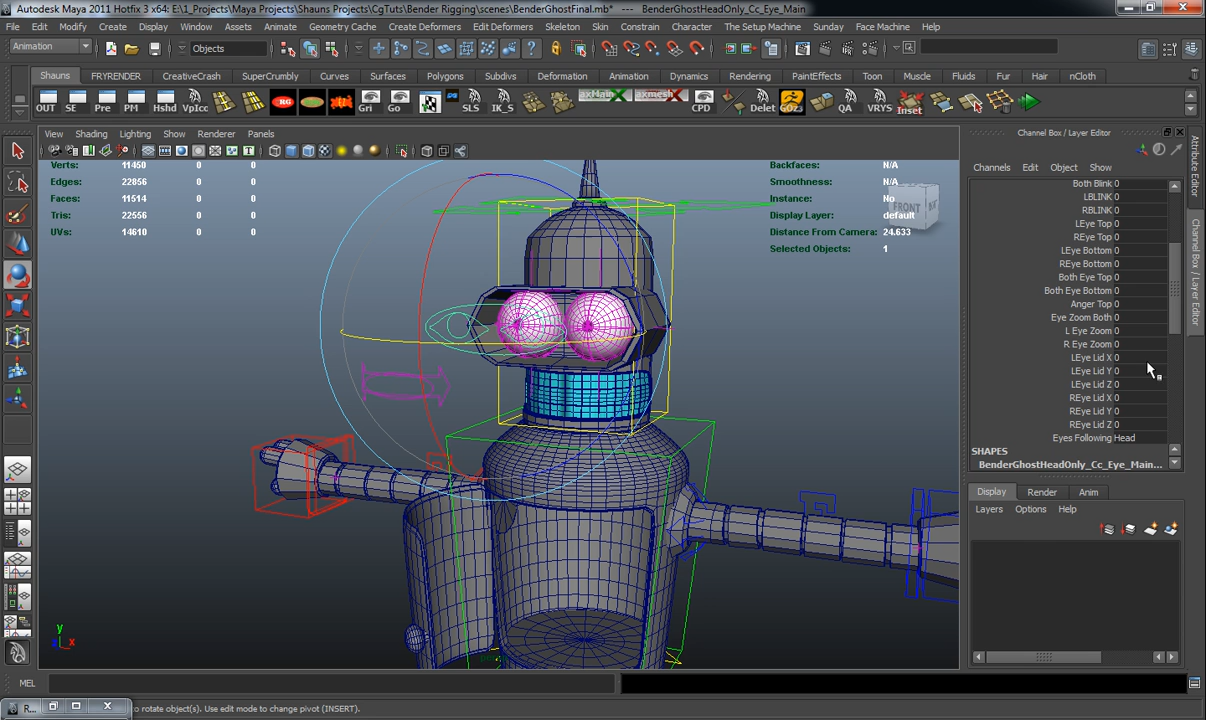 Autodesk Maya 2011 Hotfix 3 x64: E:\1_Projects\Maya Projects\Shauns Projects\CgTuts\Bender Rigging\scenes\BenderGhostFinal.mb* --- BenderGhostHeadOnly_Cc_Eye_Main
File Edit Modify Create Display Window Assets Animate Geometry Cache Create Deformers Edit Deformers Skeleton Skin Constrain Character The Setup Machine Sunday Face Machine Help
Animation Objects
Shauns FRYRENDER CreativeCrash SuperCrumbly Curves Surfaces Polygons Subdivs Deformation Animation Dynamics Rendering PaintEffects Toon Muscle Fluids Fur Hair nCloth
OUT SE Pre PM Hshd VpIcc Gri Go SLS IK_S axMain axmesh CPD Delet GOZ3 QA VRYS Inset
View Shading Lighting Show Renderer Panels
Channel Box / Layer Editor
Channels Edit Object Show
Verts: 11450 0 0
Edges: 22856 0 0
Faces: 11514 0 0
Tris: 22556 0 0
UVs: 14610 0 0
Backfaces: N/A
Smoothness: N/A
Instance: No
Display Layer: default
Distance From Camera: 24.633
Selected Objects: 1
FRONT
Both Blink 0
LBLINK 0
RBLINK 0
LEye Top 0
REye Top 0
LEye Bottom 0
REye Bottom 0
Both Eye Top 0
Both Eye Bottom 0
Anger Top 0
Eye Zoom Both 0
L Eye Zoom 0
R Eye Zoom 0
LEye Lid X 0
LEye Lid Y 0
LEye Lid Z 0
REye Lid X 0
REye Lid Y 0
REye Lid Z 0
Eyes Following Head
SHAPES
BenderGhostHeadOnly_Cc_Eye_Main...
Display Render Anim
Layers Options Help
Attribute Editor
Channel Box / Layer Editor
y
x
MEL
R...
to rotate object(s). Use edit mode to change pivot (INSERT).